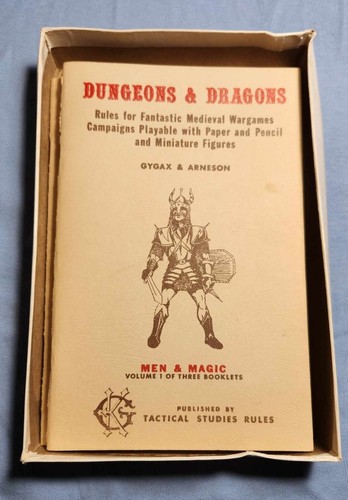 DUNGEONS & DRAGONS
Rules for Fantastic Medieval Wargames
Campaigns Playable with Paper and Pencil
and Miniature Figures
GYGAX & ARNESON
MEN & MAGIC
VOLUME 1 OF THREE BOOKLETS
GK
PUBLISHED BY
TACTICAL STUDIES RULES